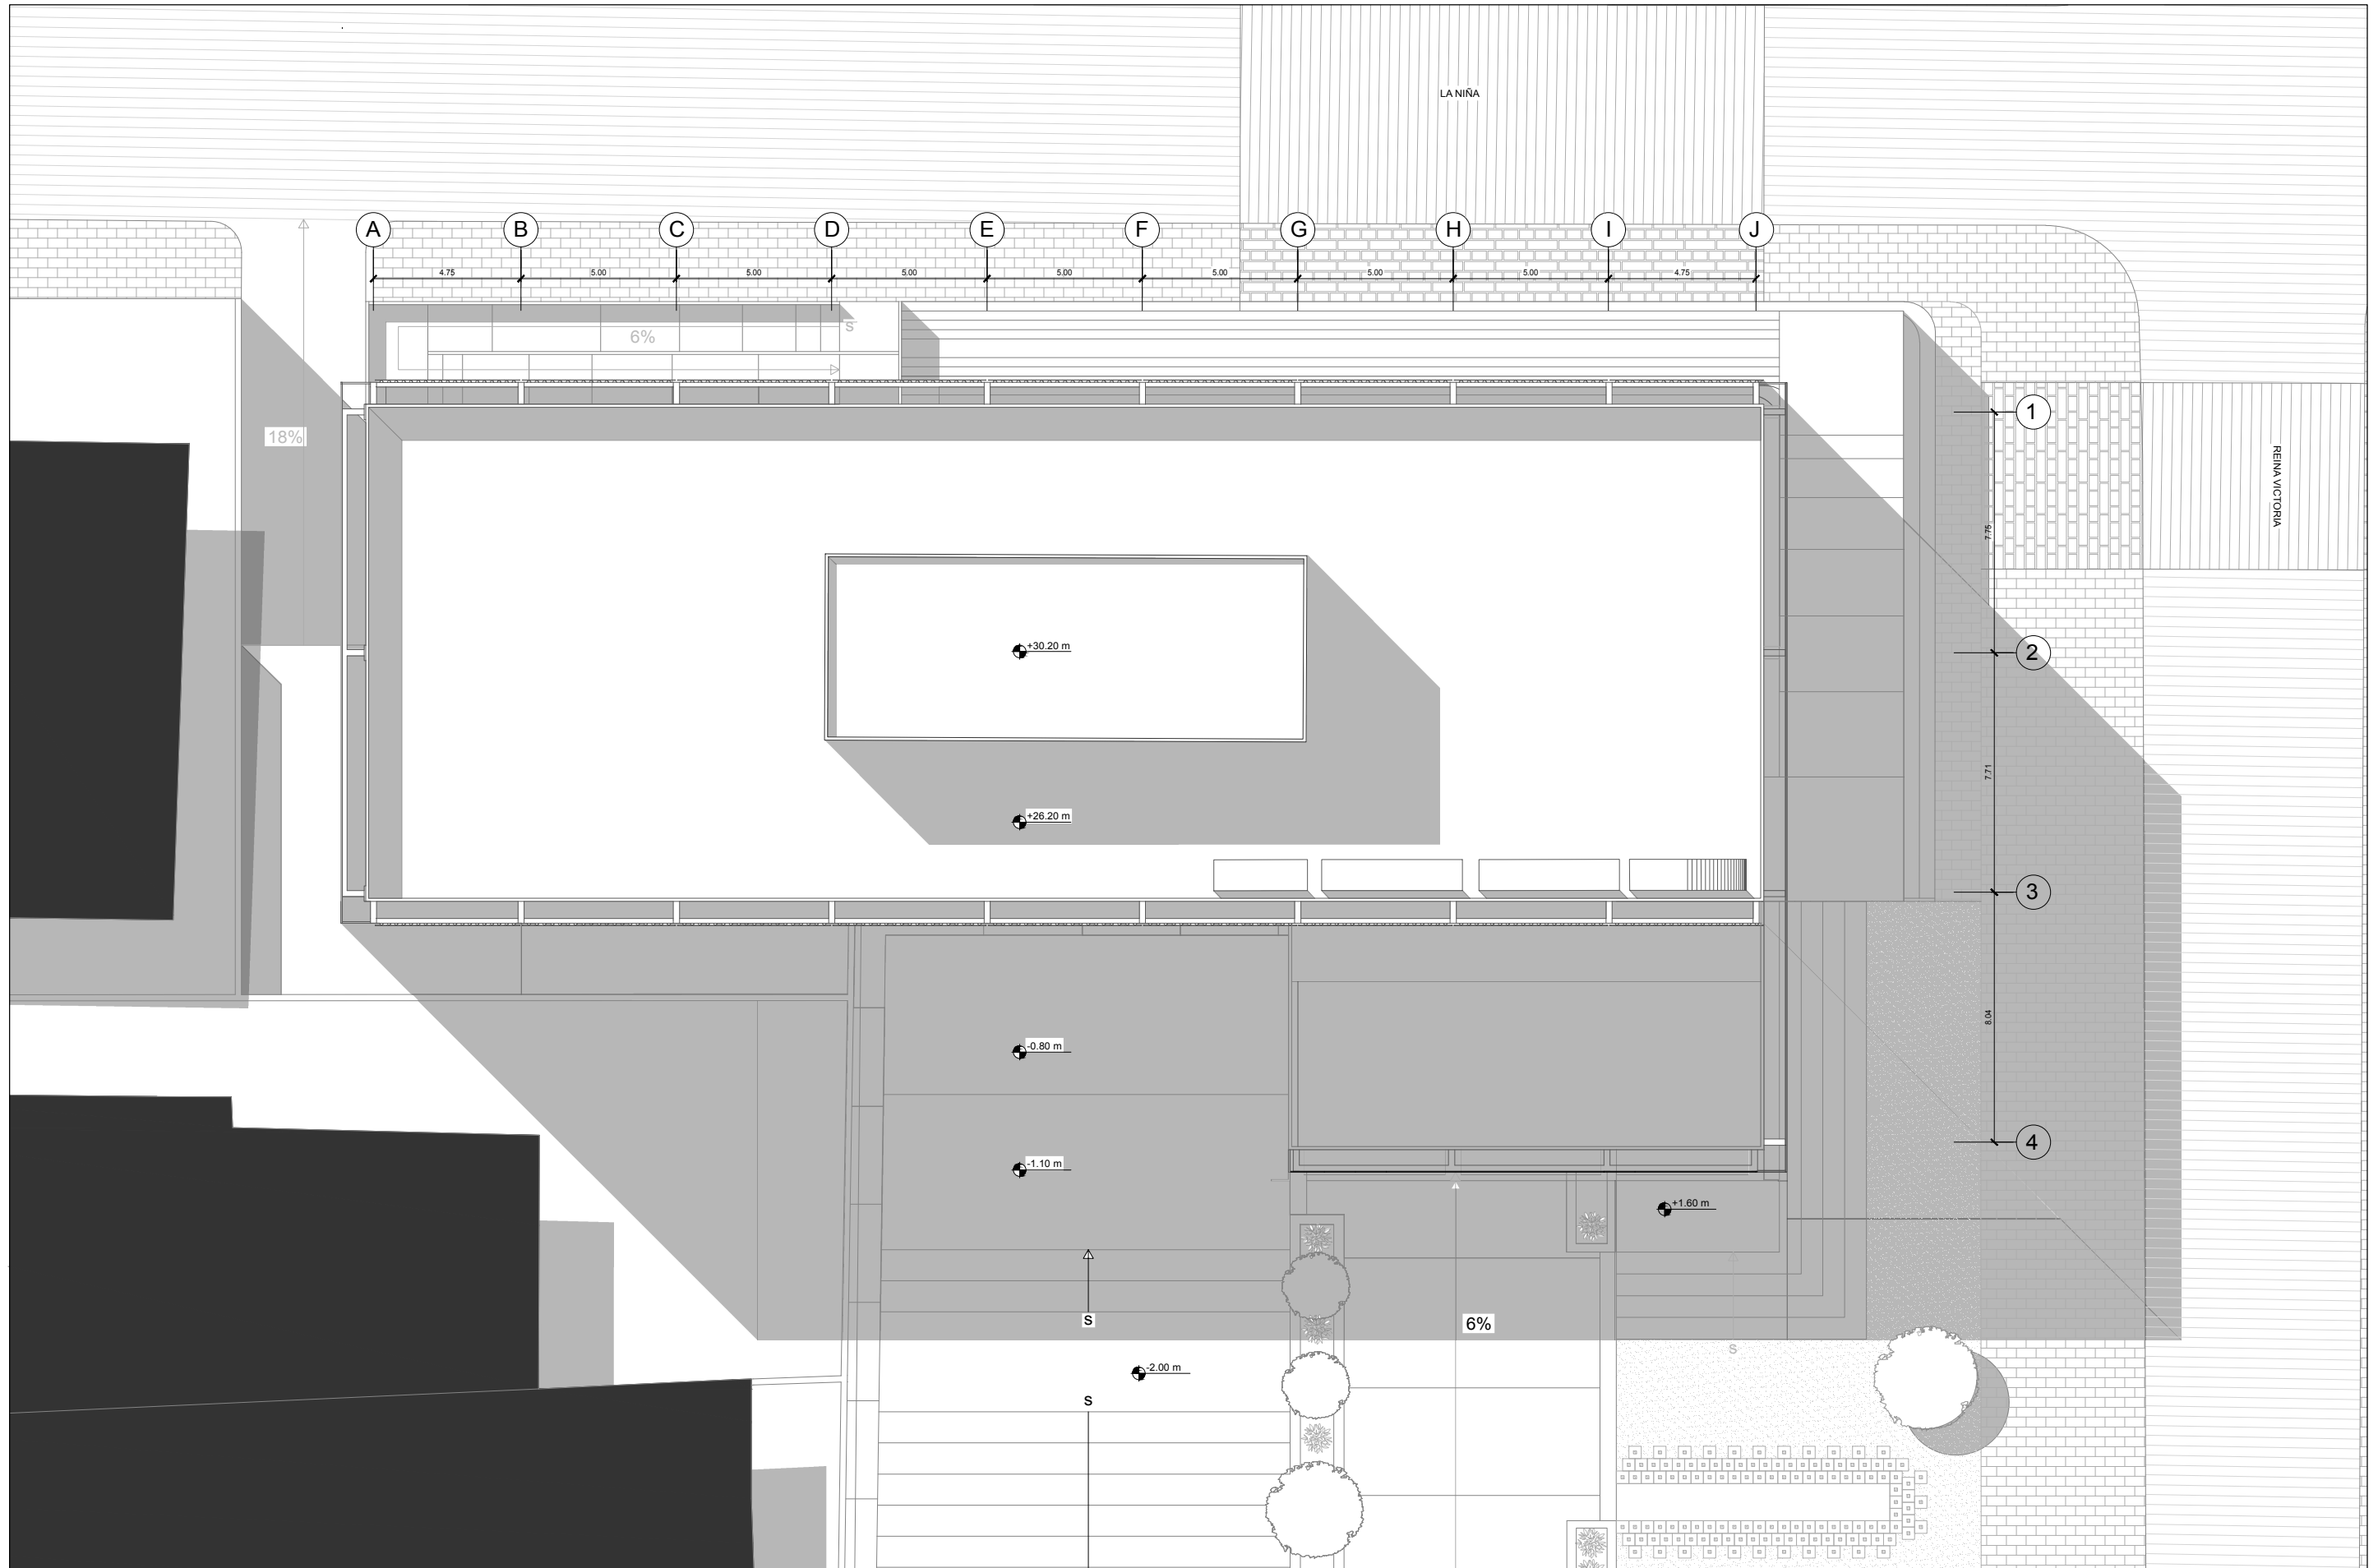 LA NIÑA
A B C D E F G H I J
4.75 5.00 5.00 5.00 5.00 5.00 5.00 5.00 4.75
S
6%
1
18%
REINA VICTORIA
7.75
+30.20 m
2
7.71
+26.20 m
3
8.04
-0.80 m
4
-1.10 m
+1.60 m
S
6%
S
-2.00 m
S